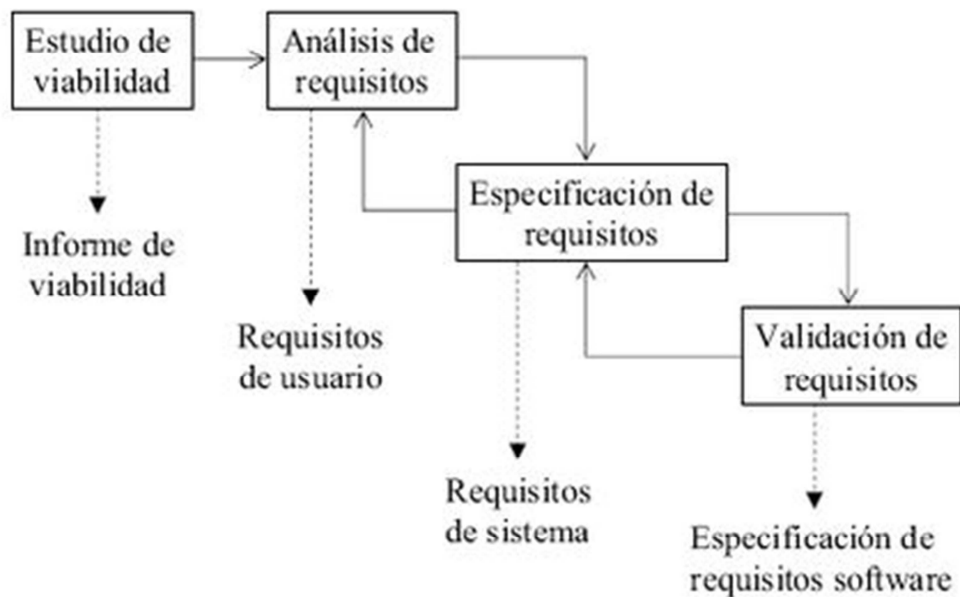 Estudio de
viabilidad
Análisis de
requisitos
Especificación de
requisitos
Informe de
viabilidad
Validación de
requisitos
Requisitos
de usuario
Requisitos
de sistema
Especificación de
requisitos software